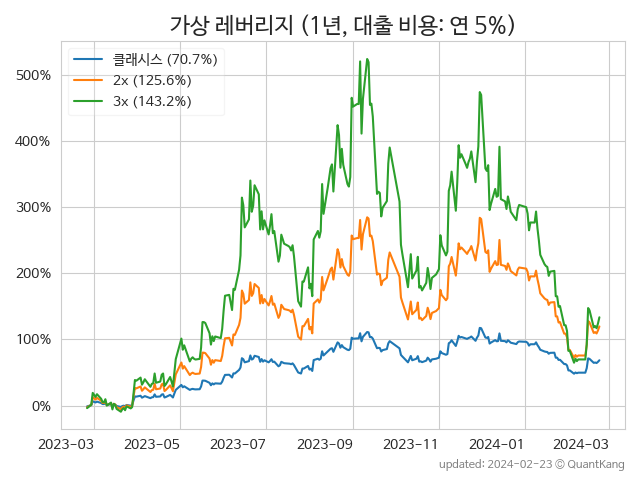 가상 레버리지 (1년, 대출 비용: 연 5%)
클래시스 (70.7%)
2x (125.6%)
3x (143.2%)
500%
400%
300%
200%
100%
0%
2023-03 2023-05 2023-07 2023-09 2023-11 2024-01 2024-03
updated: 2024-02-23 © QuantKang